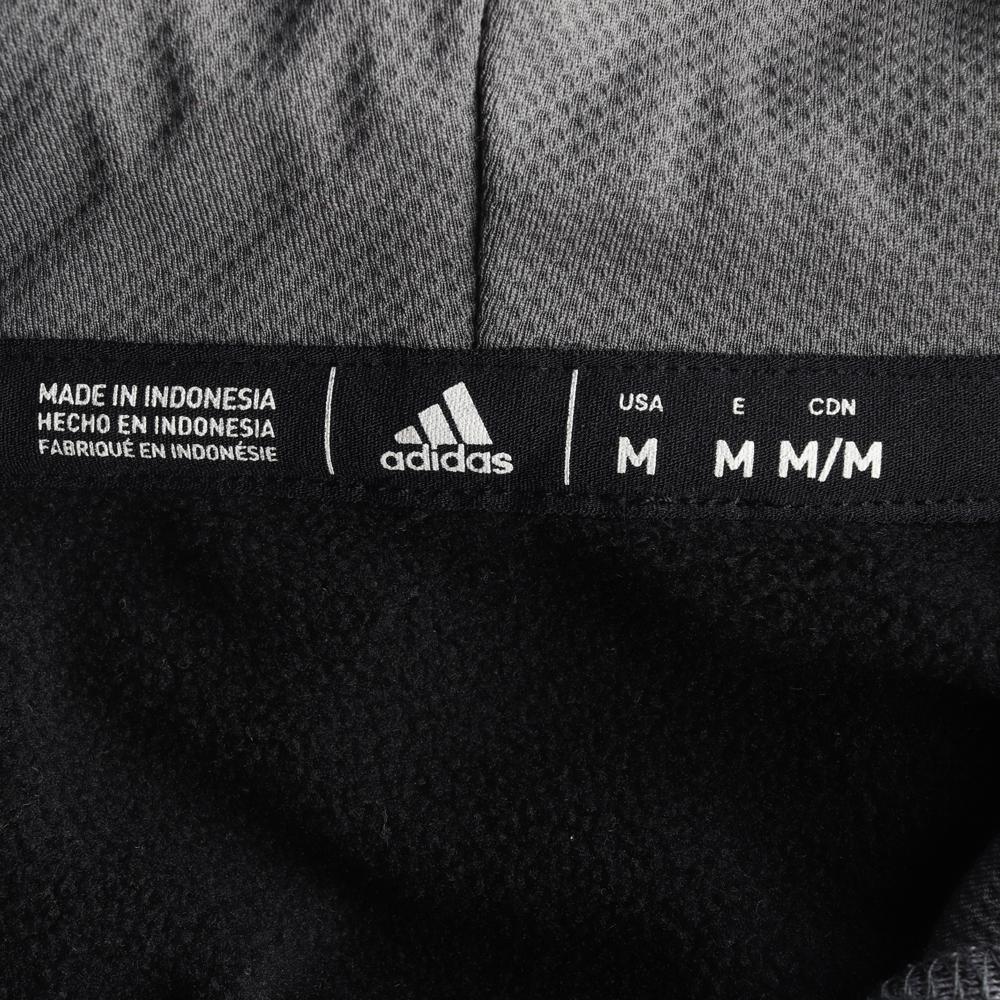 MADE IN INDONESIA
HECHO EN INDONESIA
FABRIQUÉ EN INDONÉSIE
adidas
USA E CDN
M M M/M